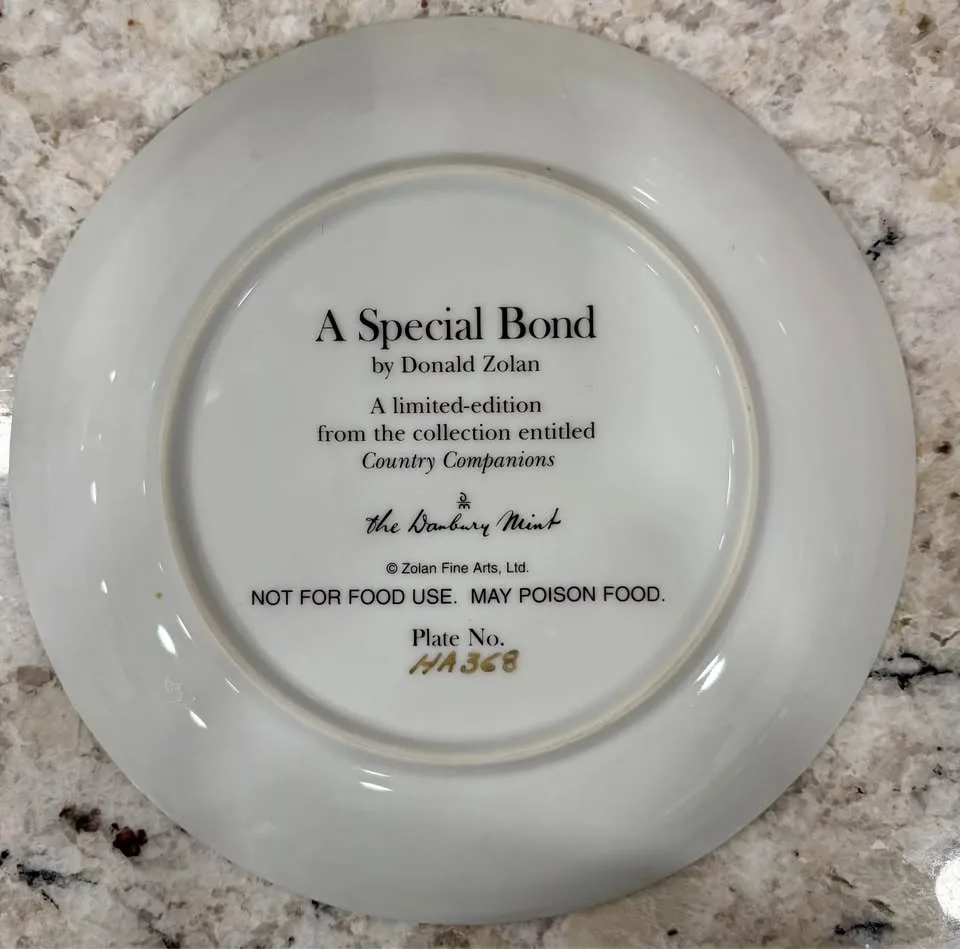 A Special Bond
by Donald Zolan
A limited-edition
from the collection entitled
Country Companions
the Danbury Mint
© Zolan Fine Arts, Ltd.
NOT FOR FOOD USE. MAY POISON FOOD.
Plate No.
HA368